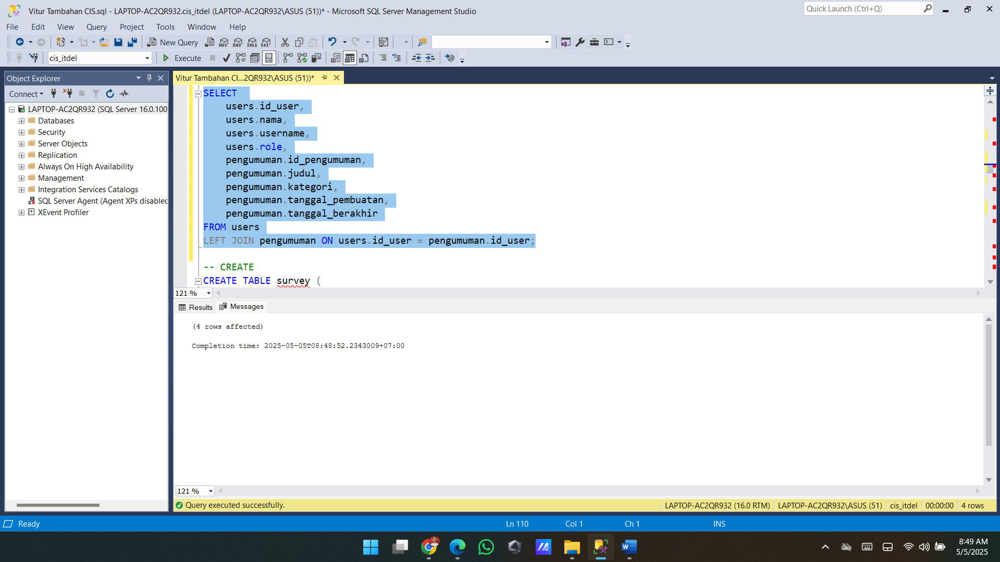 Vitur Tambahan CIS.sql - LAPTOP-AC2QR932.cis_itdel (LAPTOP-AC2QR932\ASUS (51))* - Microsoft SQL Server Management Studio
Quick Launch (Ctrl+Q)
File Edit View Query Project Tools Window Help
New Query
MDX DMX XMLA DAX
cis_itdel
Execute
Object Explorer
Vitur Tambahan CI...2QR932\ASUS (51))*
Connect
LAPTOP-AC2QR932 (SQL Server 16.0.100
Databases
Security
Server Objects
Replication
Always On High Availability
Management
Integration Services Catalogs
SQL Server Agent (Agent XPs disabled
XEvent Profiler
SELECT
users.id_user,
users.nama,
users.username,
users.role,
pengumuman.id_pengumuman,
pengumuman.judul,
pengumuman.kategori,
pengumuman.tanggal_pembuatan,
pengumuman.tanggal_berakhir
FROM users
LEFT JOIN pengumuman ON users.id_user = pengumuman.id_user;
-- CREATE
CREATE TABLE survey (
121 %
Results Messages
(4 rows affected)
Completion time: 2025-05-05T08:48:52.2343009+07:00
121 %
Query executed successfully.
LAPTOP-AC2QR932 (16.0 RTM) LAPTOP-AC2QR932\ASUS (51) cis_itdel 00:00:00 4 rows
Ready
Ln 110 Col 1 Ch 1 INS
W
8:49 AM
5/5/2025